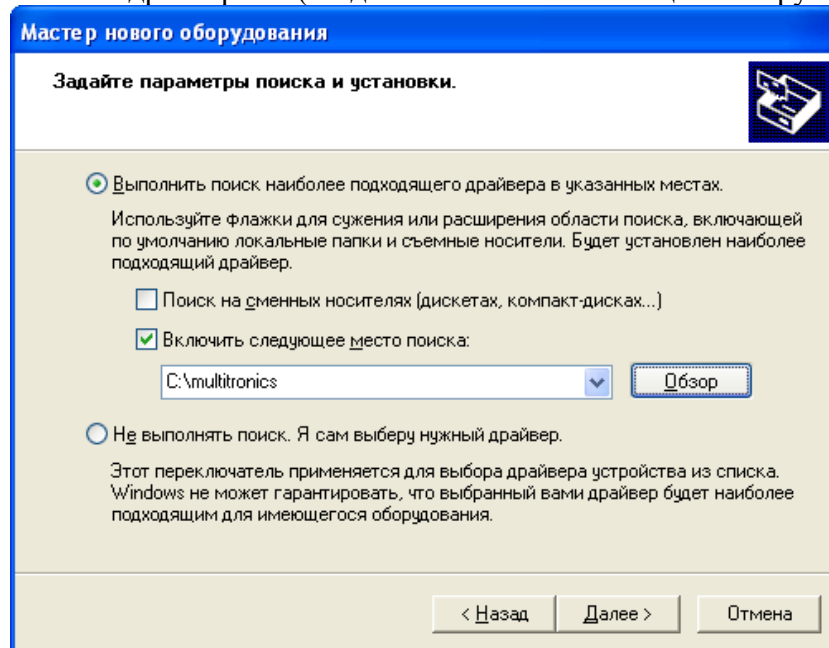 Мастер нового оборудования
Задайте параметры поиска и установки.
Выполнить поиск наиболее подходящего драйвера в указанных местах.
Используйте флажки для сужения или расширения области поиска, включающей
по умолчанию локальные папки и съемные носители. Будет установлен наиболее
подходящий драйвер.
Поиск на сменных носителях (дискетах, компакт-дисках...)
Включить следующее место поиска:
C:\multitronics
Обзор
Не выполнять поиск. Я сам выберу нужный драйвер.
Этот переключатель применяется для выбора драйвера устройства из списка.
Windows не может гарантировать, что выбранный вами драйвер будет наиболее
подходящим для имеющегося оборудования.
< Назад Далее > Отмена